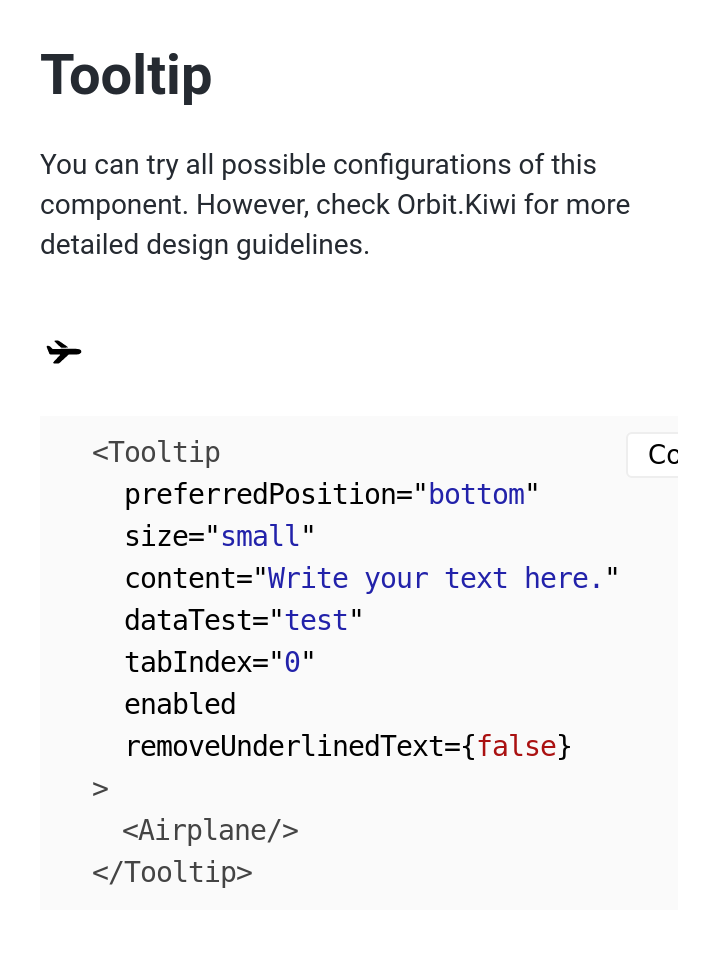 Tooltip
You can try all possible configurations of this
component. However, check Orbit.Kiwi for more
detailed design guidelines.
<Tooltip
Co
preferredPosition="bottom"
size="small"
content="Write your text here."
dataTest="test"
tabIndex="0"
enabled
removeUnderlinedText={false}
>
<Airplane/>
</Tooltip>